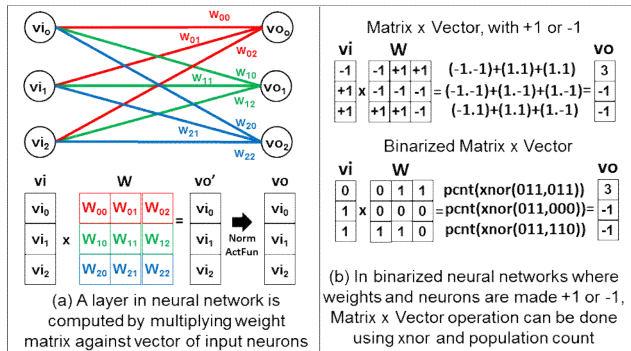 W00
vi0 vo0
W01
W02
W10
vi1 W11 vo1
W12
W20
W21
vi2 W22 vo2
vi W vo' vo
vi0 W00 W01 W02 vi0 vi0
vi1 x W10 W11 W12 = vi1 Norm ActFun vi1
vi2 W20 W21 W22 vi2 vi2
(a) A layer in neural network is
computed by multiplying weight
matrix against vector of input neurons
Matrix x Vector, with +1 or -1
vi W vo
-1 -1 +1 +1 (-1.-1)+(1.1)+(1.1) 3
+1 x -1 -1 -1 =(-1.-1)+(1.-1)+(1.-1)= -1
+1 +1 +1 -1 (-1.1)+(1.1)+(1.-1) -1
Binarized Matrix x Vector
vi W vo
0 0 1 1 pcnt(xnor(011,011)) 3
1 x 0 0 0 =pcnt(xnor(011,000))= -1
1 1 1 0 pcnt(xnor(011,110)) -1
(b) In binarized neural networks where
weights and neurons are made +1 or -1,
Matrix x Vector operation can be done
using xnor and population count